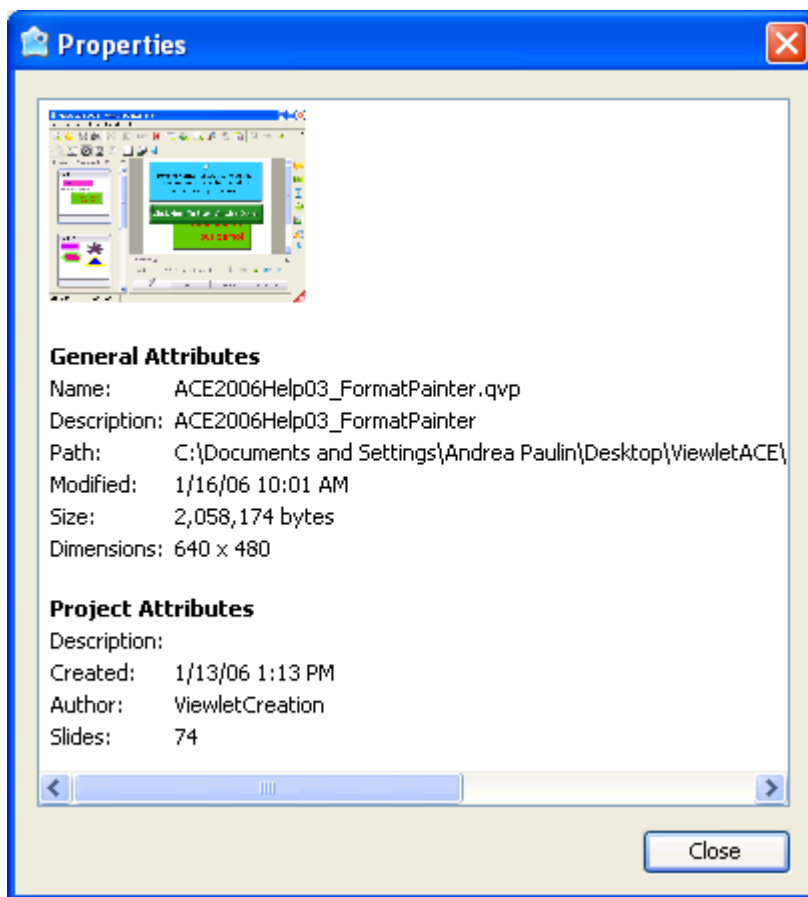 Properties
General Attributes
Name: ACE2006Help03_FormatPainter.qvp
Description: ACE2006Help03_FormatPainter
Path: C:\Documents and Settings\Andrea Paulin\Desktop\ViewletACE\
Modified: 1/16/06 10:01 AM
Size: 2,058,174 bytes
Dimensions: 640 x 480
Project Attributes
Description:
Created: 1/13/06 1:13 PM
Author: ViewletCreation
Slides: 74
Close